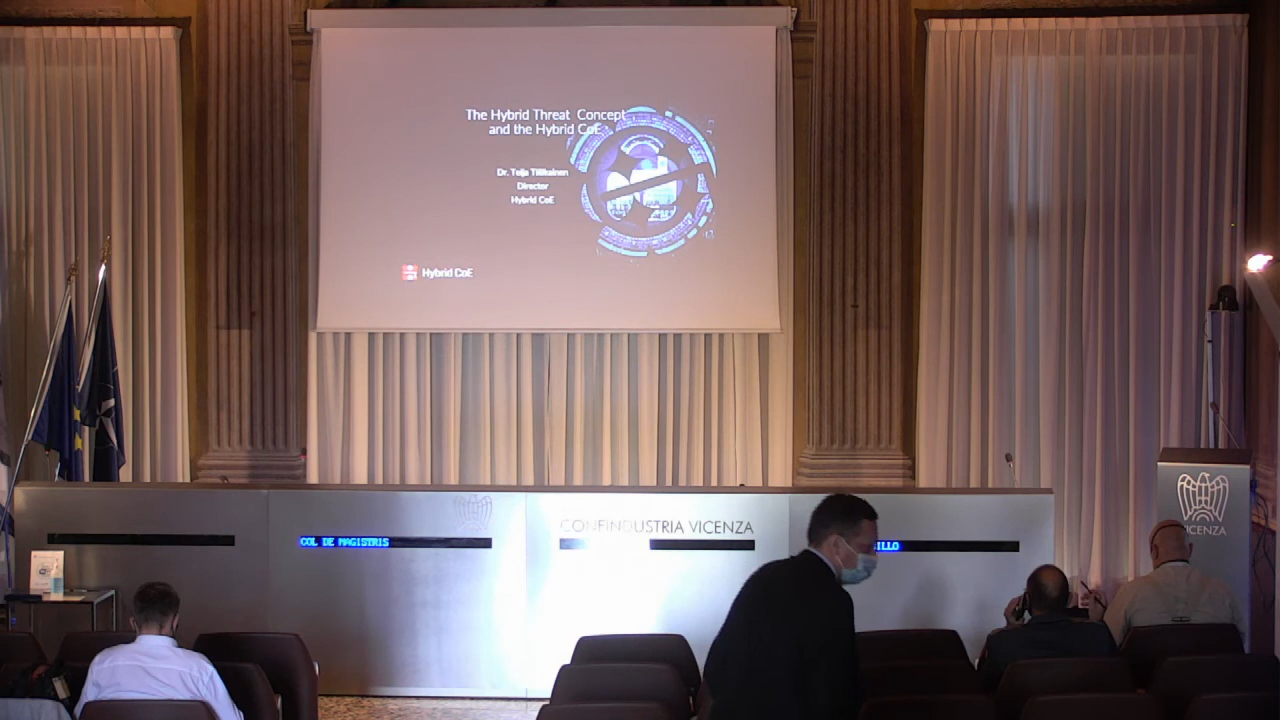 The Hybrid Threat Concept
and the Hybrid CoE
Dr. Teija Tiilikainen
Director
Hybrid CoE
Hybrid CoE
CONFINDUSTRIA VICENZA
COL DE MAGISTRIS
ILLO
VICENZA